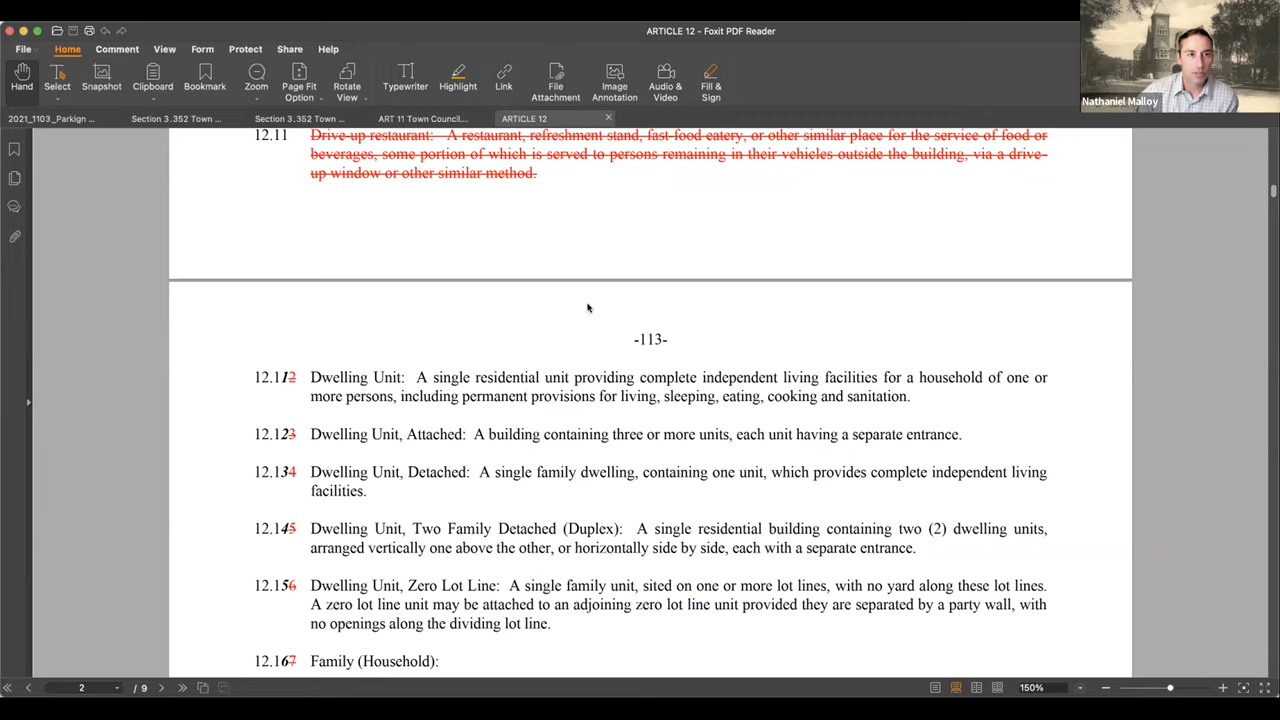 ARTICLE 12 - Foxit PDF Reader
File Home Comment View Form Protect Share Help
Hand Select Snapshot Clipboard Bookmark Zoom Page Fit Option Rotate View Typewriter Highlight Link File Attachment Image Annotation Audio & Video Fill & Sign
Nathaniel Malloy
2021_1103_Parkign ... Section 3.352 Town ... Section 3.352 Town ... ART 11 Town Council.... ARTICLE 12
12.11 Drive-up restaurant: A restaurant, refreshment stand, fast-food eatery, or other similar place for the service of food or
beverages, some portion of which is served to persons remaining in their vehicles outside the building, via a drive-
up window or other similar method.
-113-
12.112 Dwelling Unit: A single residential unit providing complete independent living facilities for a household of one or
more persons, including permanent provisions for living, sleeping, eating, cooking and sanitation.
12.123 Dwelling Unit, Attached: A building containing three or more units, each unit having a separate entrance.
12.134 Dwelling Unit, Detached: A single family dwelling, containing one unit, which provides complete independent living
facilities.
12.145 Dwelling Unit, Two Family Detached (Duplex): A single residential building containing two (2) dwelling units,
arranged vertically one above the other, or horizontally side by side, each with a separate entrance.
12.156 Dwelling Unit, Zero Lot Line: A single family unit, sited on one or more lot lines, with no yard along these lot lines.
A zero lot line unit may be attached to an adjoining zero lot line unit provided they are separated by a party wall, with
no openings along the dividing lot line.
12.167 Family (Household):
2 / 9 150%